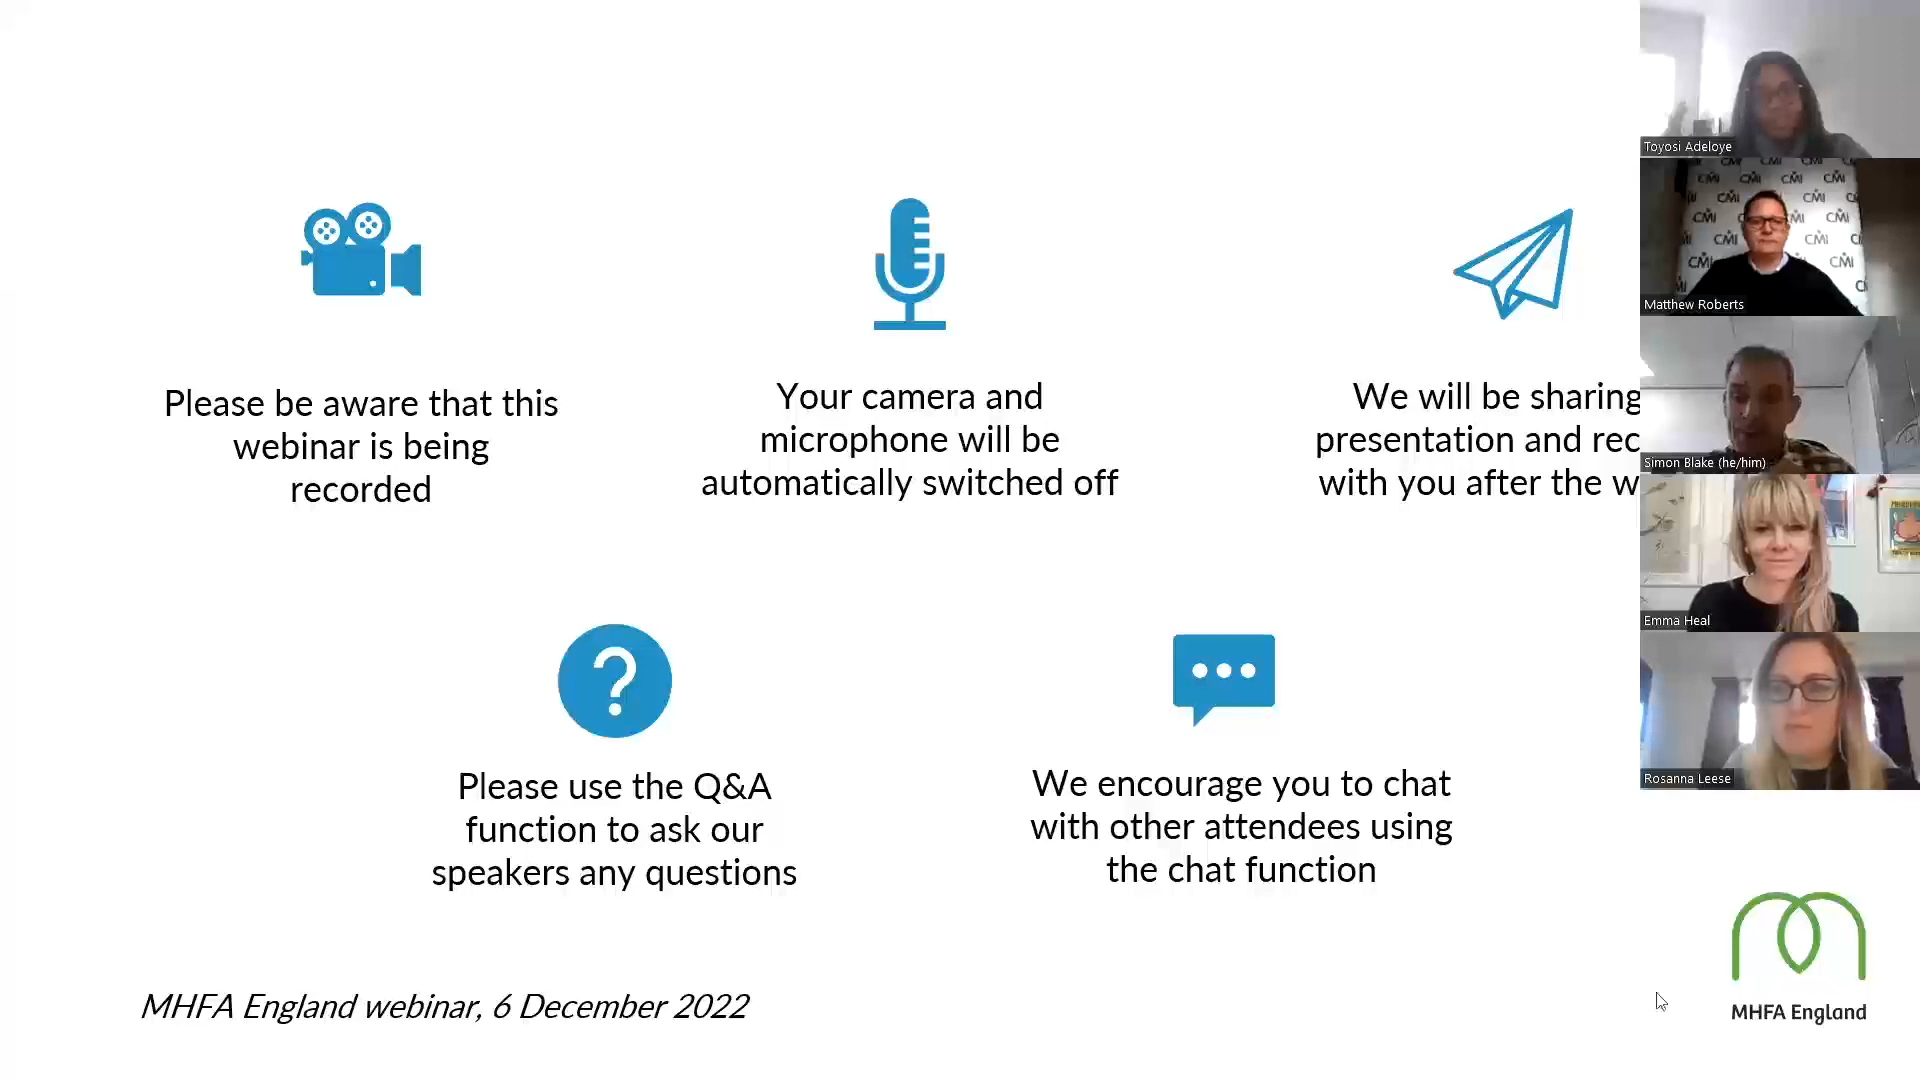 Please be aware that this
webinar is being
recorded
Your camera and
microphone will be
automatically switched off
We will be sharing
presentation and rec
with you after the w
Please use the Q&A
function to ask our
speakers any questions
We encourage you to chat
with other attendees using
the chat function
MHFA England webinar, 6 December 2022
MHFA England
Toyosi Adeloye
CMI
Matthew Roberts
Simon Blake (he/him)
Emma Heal
Rosanna Leese